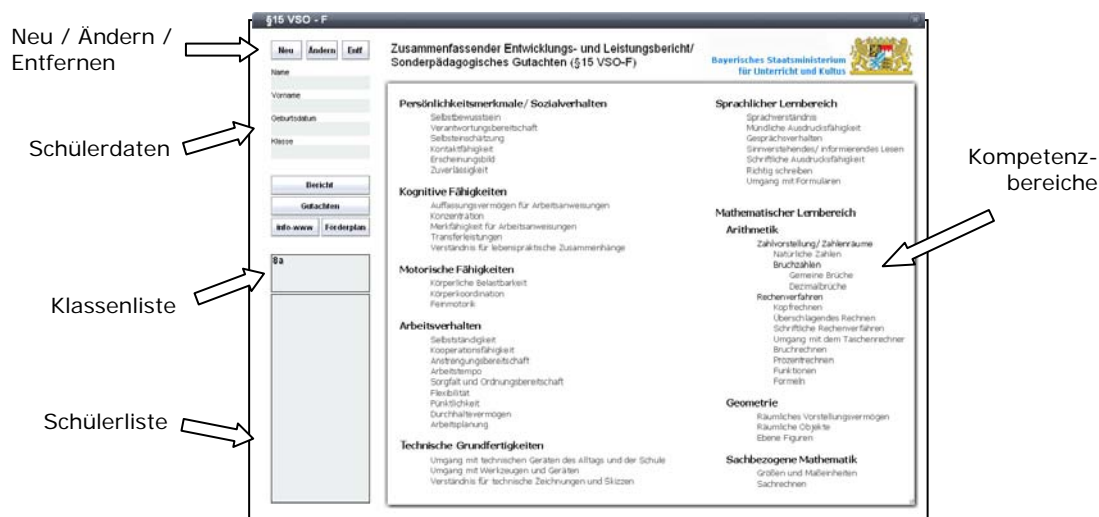 §15 VSO - F
Neu / Ändern /
Entfernen
Schülerdaten
Klassenliste
Schülerliste
Neu Ändern Entf
Name
Vorname
Geburtsdatum
Klasse
Bericht
Gutachten
Info-www Förderplan
8a
Zusammenfassender Entwicklungs- und Leistungsbericht/
Sonderpädagogisches Gutachten (§15 VSO-F)
Bayerisches Staatsministerium
für Unterricht und Kultus
Persönlichkeitsmerkmale/ Sozialverhalten
Selbstbewusstsein
Verantwortungsbereitschaft
Selbsteinschätzung
Kontaktfähigkeit
Erscheinungsbild
Zuverlässigkeit
Kognitive Fähigkeiten
Auffassungsvermögen für Arbeitsanweisungen
Konzentration
Merkfähigkeit für Arbeitsanweisungen
Transferleistungen
Verständnis für lebenspraktische Zusammenhänge
Motorische Fähigkeiten
Körperliche Belastbarkeit
Körperkoordination
Feinmotorik
Arbeitsverhalten
Selbstständigkeit
Kooperationsfähigkeit
Anstrengungsbereitschaft
Arbeitstempo
Sorgfalt und Ordnungsbereitschaft
Flexibilität
Pünktlichkeit
Durchhaltevermögen
Arbeitsplanung
Technische Grundfertigkeiten
Umgang mit technischen Geräten des Alltags und der Schule
Umgang mit Werkzeugen und Geräten
Verständnis für technische Zeichnungen und Skizzen
Sprachlicher Lernbereich
Sprachverständnis
Mündliche Ausdrucksfähigkeit
Gesprächsverhalten
Sinnverstehendes/ informierendes Lesen
Schriftliche Ausdrucksfähigkeit
Richtig schreiben
Umgang mit Formularen
Mathematischer Lernbereich
Arithmetik
Zahlvorstellung/ Zahlenräume
Natürliche Zahlen
Bruchzahlen
Gemeine Brüche
Dezimalbrüche
Rechenverfahren
Kopfrechnen
Überschlagendes Rechnen
Schriftliche Rechenverfahren
Umgang mit dem Taschenrechner
Bruchrechnen
Prozentrechnen
Funktionen
Formeln
Geometrie
Räumliches Vorstellungsvermögen
Räumliche Objekte
Ebene Figuren
Sachbezogene Mathematik
Größen und Maßeinheiten
Sachrechnen
Kompetenz-
bereiche